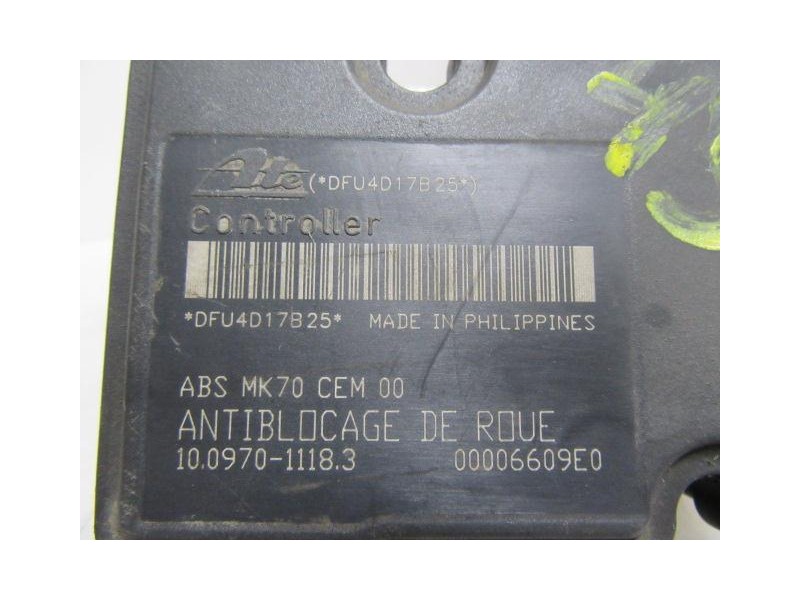 Ate (*DFU4D17B25*)
Controller
*DFU4D17B25* MADE IN PHILIPPINES
ABS MK70 CEM 00
ANTIBLOCAGE DE ROUE
10.0970-1118.3 00006609E0